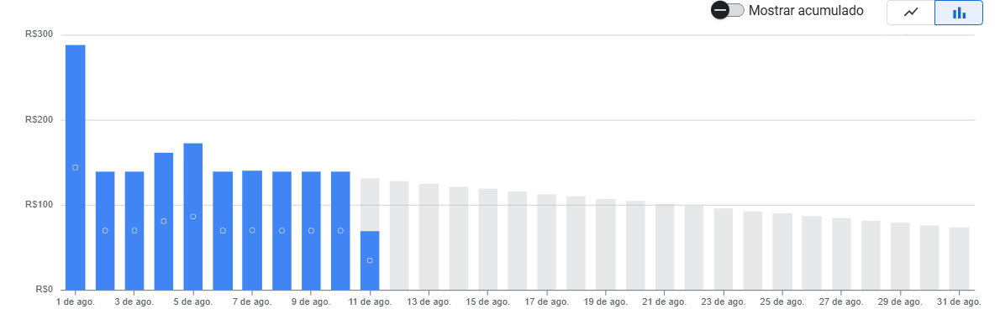 Mostrar acumulado
R$300
R$200
R$100
R$0
1 de ago. 3 de ago. 5 de ago. 7 de ago. 9 de ago. 11 de ago. 13 de ago. 15 de ago. 17 de ago. 19 de ago. 21 de ago. 23 de ago. 25 de ago. 27 de ago. 29 de ago. 31 de ago.